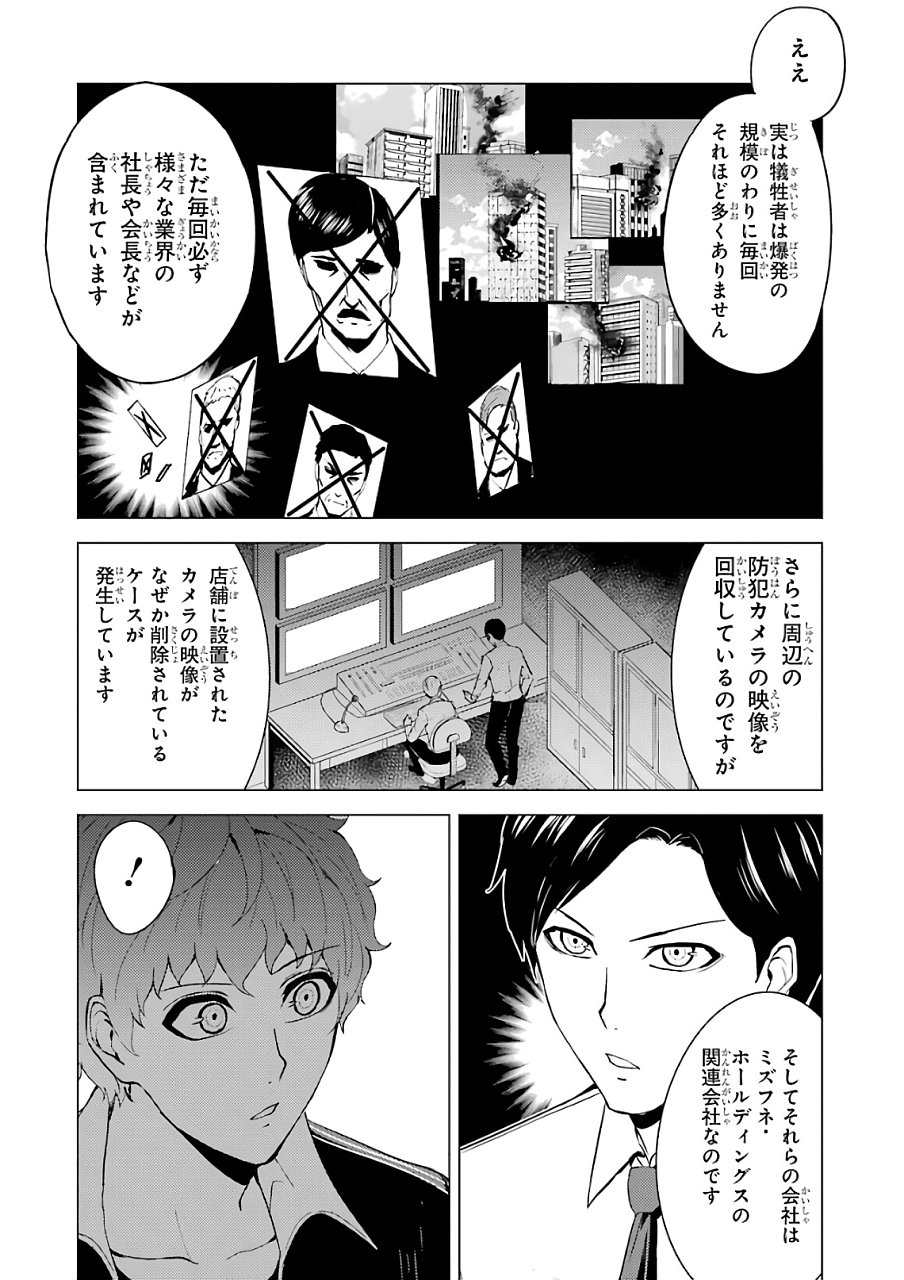 ええ
実は犠牲者は爆発の
規模のわりに毎回
それほど多くありません
ただ毎回必ず
様々な業界の
社長や会長などが
含まれています
さらに周辺の
防犯カメラの映像を
回収しているのですが
店舗に設置された
カメラの映像が
なぜか削除されている
ケースが
発生しています
そしてそれらの会社は
ミズフネ・
ホールディングスの
関連会社なのです
!